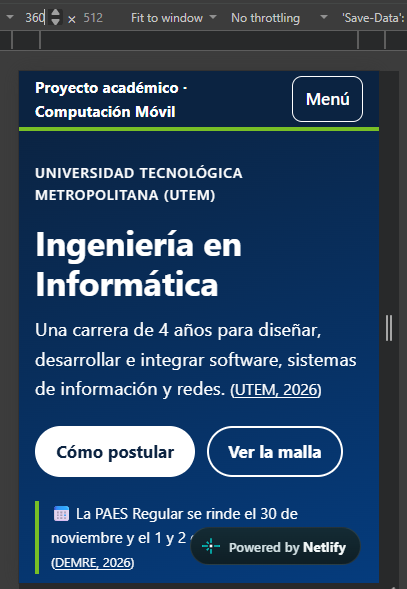 360 × 512 Fit to window No throttling 'Save-Data':
Proyecto académico ·
Computación Móvil
Menú
UNIVERSIDAD TECNOLÓGICA
METROPOLITANA (UTEM)
Ingeniería en
Informática
Una carrera de 4 años para diseñar,
desarrollar e integrar software, sistemas
de información y redes. (UTEM, 2026)
Cómo postular
Ver la malla
La PAES Regular se rinde el 30 de
noviembre y el 1 y 2
(DEMRE, 2026)
Powered by Netlify